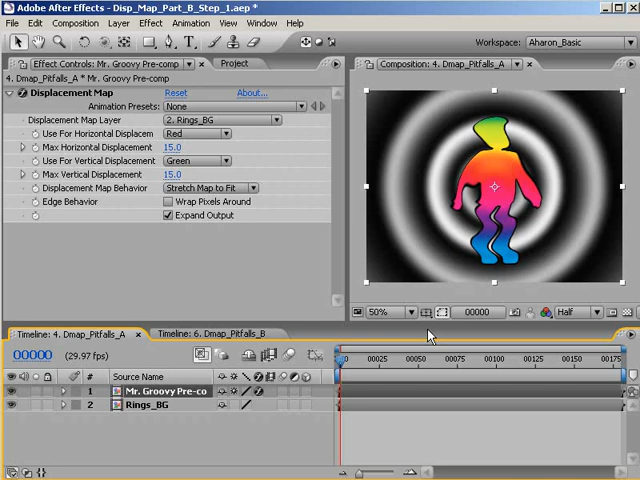 Adobe After Effects - Disp_Map_Part_B_Step_1.aep *
File Edit Composition Layer Effect Animation View Window Help
Workspace: Aharon_Basic
Effect Controls: Mr. Groovy Pre-comp Project
4. Dmap_Pitfalls_A * Mr. Groovy Pre-comp
Displacement Map Reset About...
Animation Presets: None
Displacement Map Layer 2. Rings_BG
Use For Horizontal Displacem Red
Max Horizontal Displacement 15.0
Use For Vertical Displacement Green
Max Vertical Displacement 15.0
Displacement Map Behavior Stretch Map to Fit
Edge Behavior Wrap Pixels Around
Expand Output
Composition: Dmap_Pitfalls_A
50% 00000 Half
Timeline: 4. Dmap_Pitfalls_A Timeline: 6. Dmap_Pitfalls_B
00000 (29.97 fps)
00025 00050 00075 00100 00125 00150 00175
# Source Name
1 Mr. Groovy Pre-co
2 Rings_BG